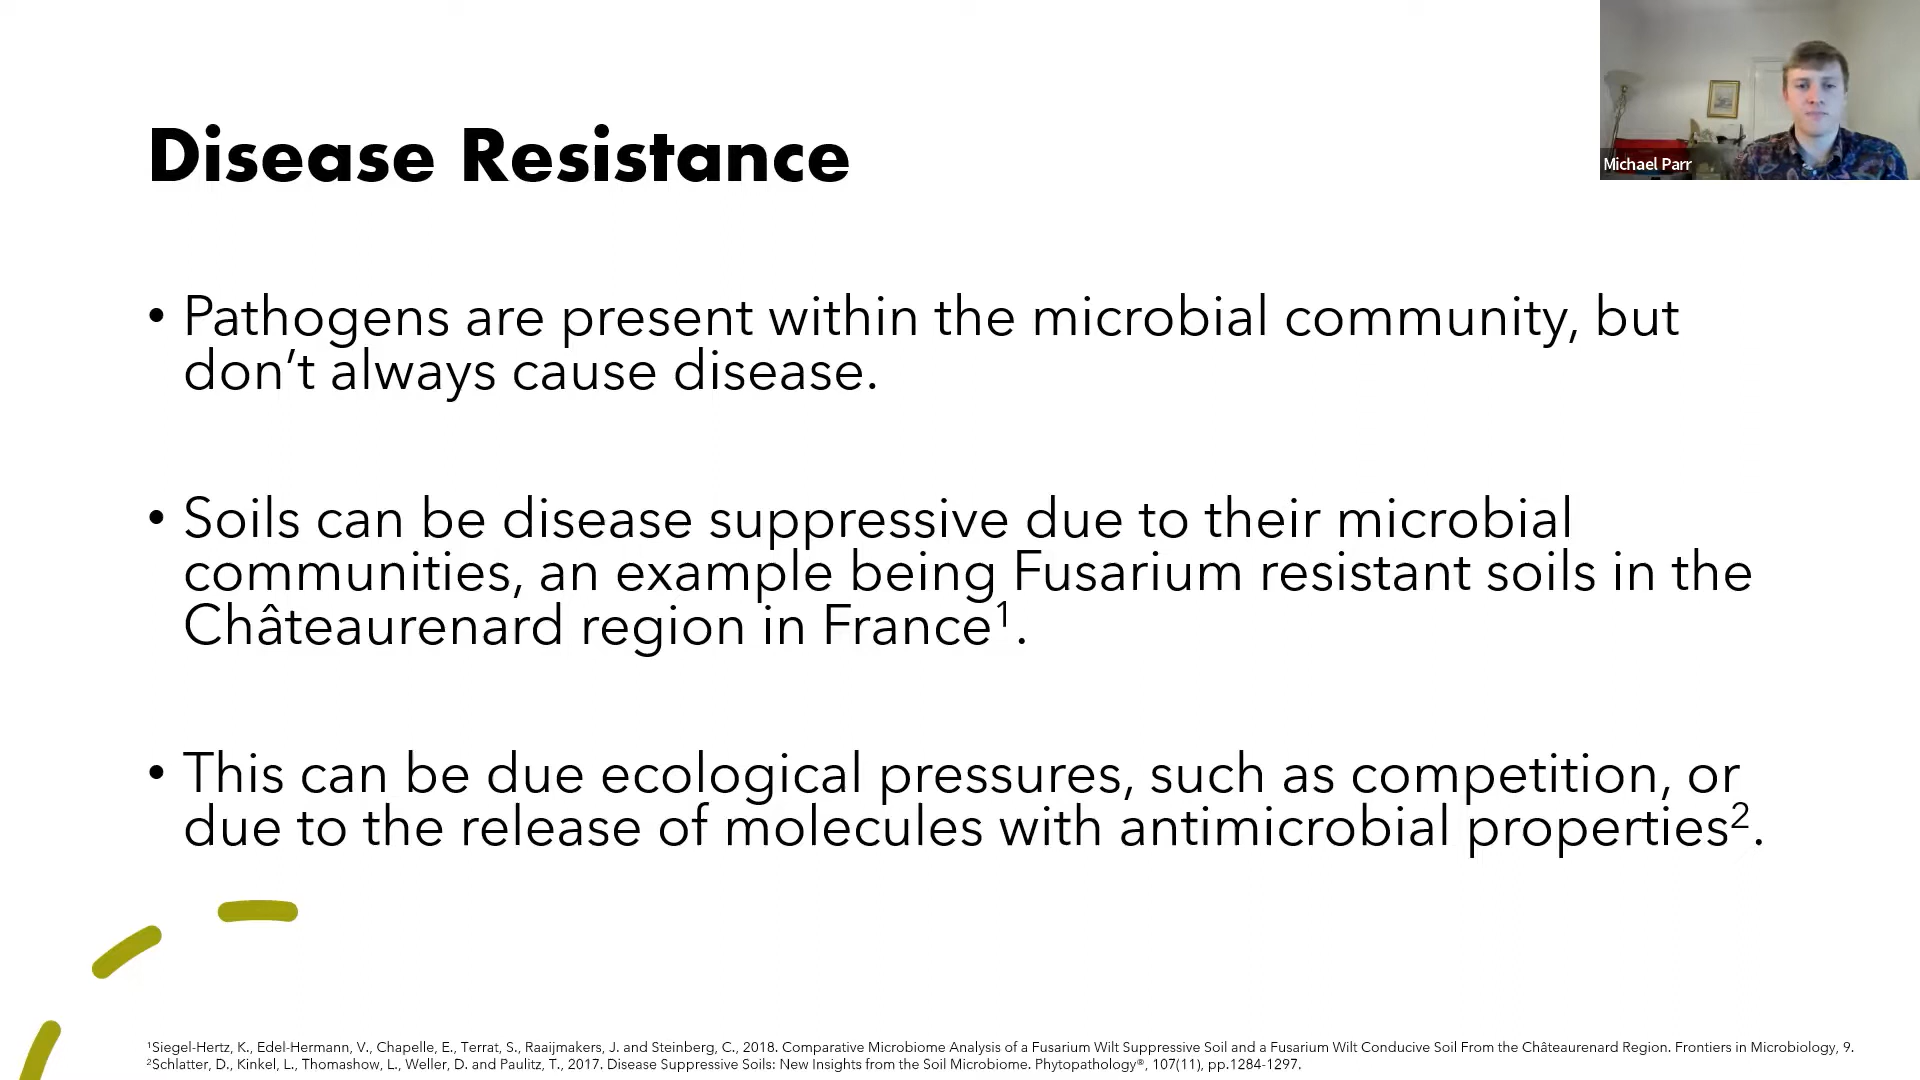 Michael Parr
Disease Resistance
• Pathogens are present within the microbial community, but
don’t always cause disease.
• Soils can be disease suppressive due to their microbial
communities, an example being Fusarium resistant soils in the
Châteaurenard region in France¹.
• This can be due ecological pressures, such as competition, or
due to the release of molecules with antimicrobial properties².
¹Siegel-Hertz, K., Edel-Hermann, V., Chapelle, E., Terrat, S., Raaijmakers, J. and Steinberg, C., 2018. Comparative Microbiome Analysis of a Fusarium Wilt Suppressive Soil and a Fusarium Wilt Conducive Soil From the Châteaurenard Region. Frontiers in Microbiology, 9.
²Schlatter, D., Kinkel, L., Thomashow, L., Weller, D. and Paulitz, T., 2017. Disease Suppressive Soils: New Insights from the Soil Microbiome. Phytopathology®, 107(11), pp.1284-1297.